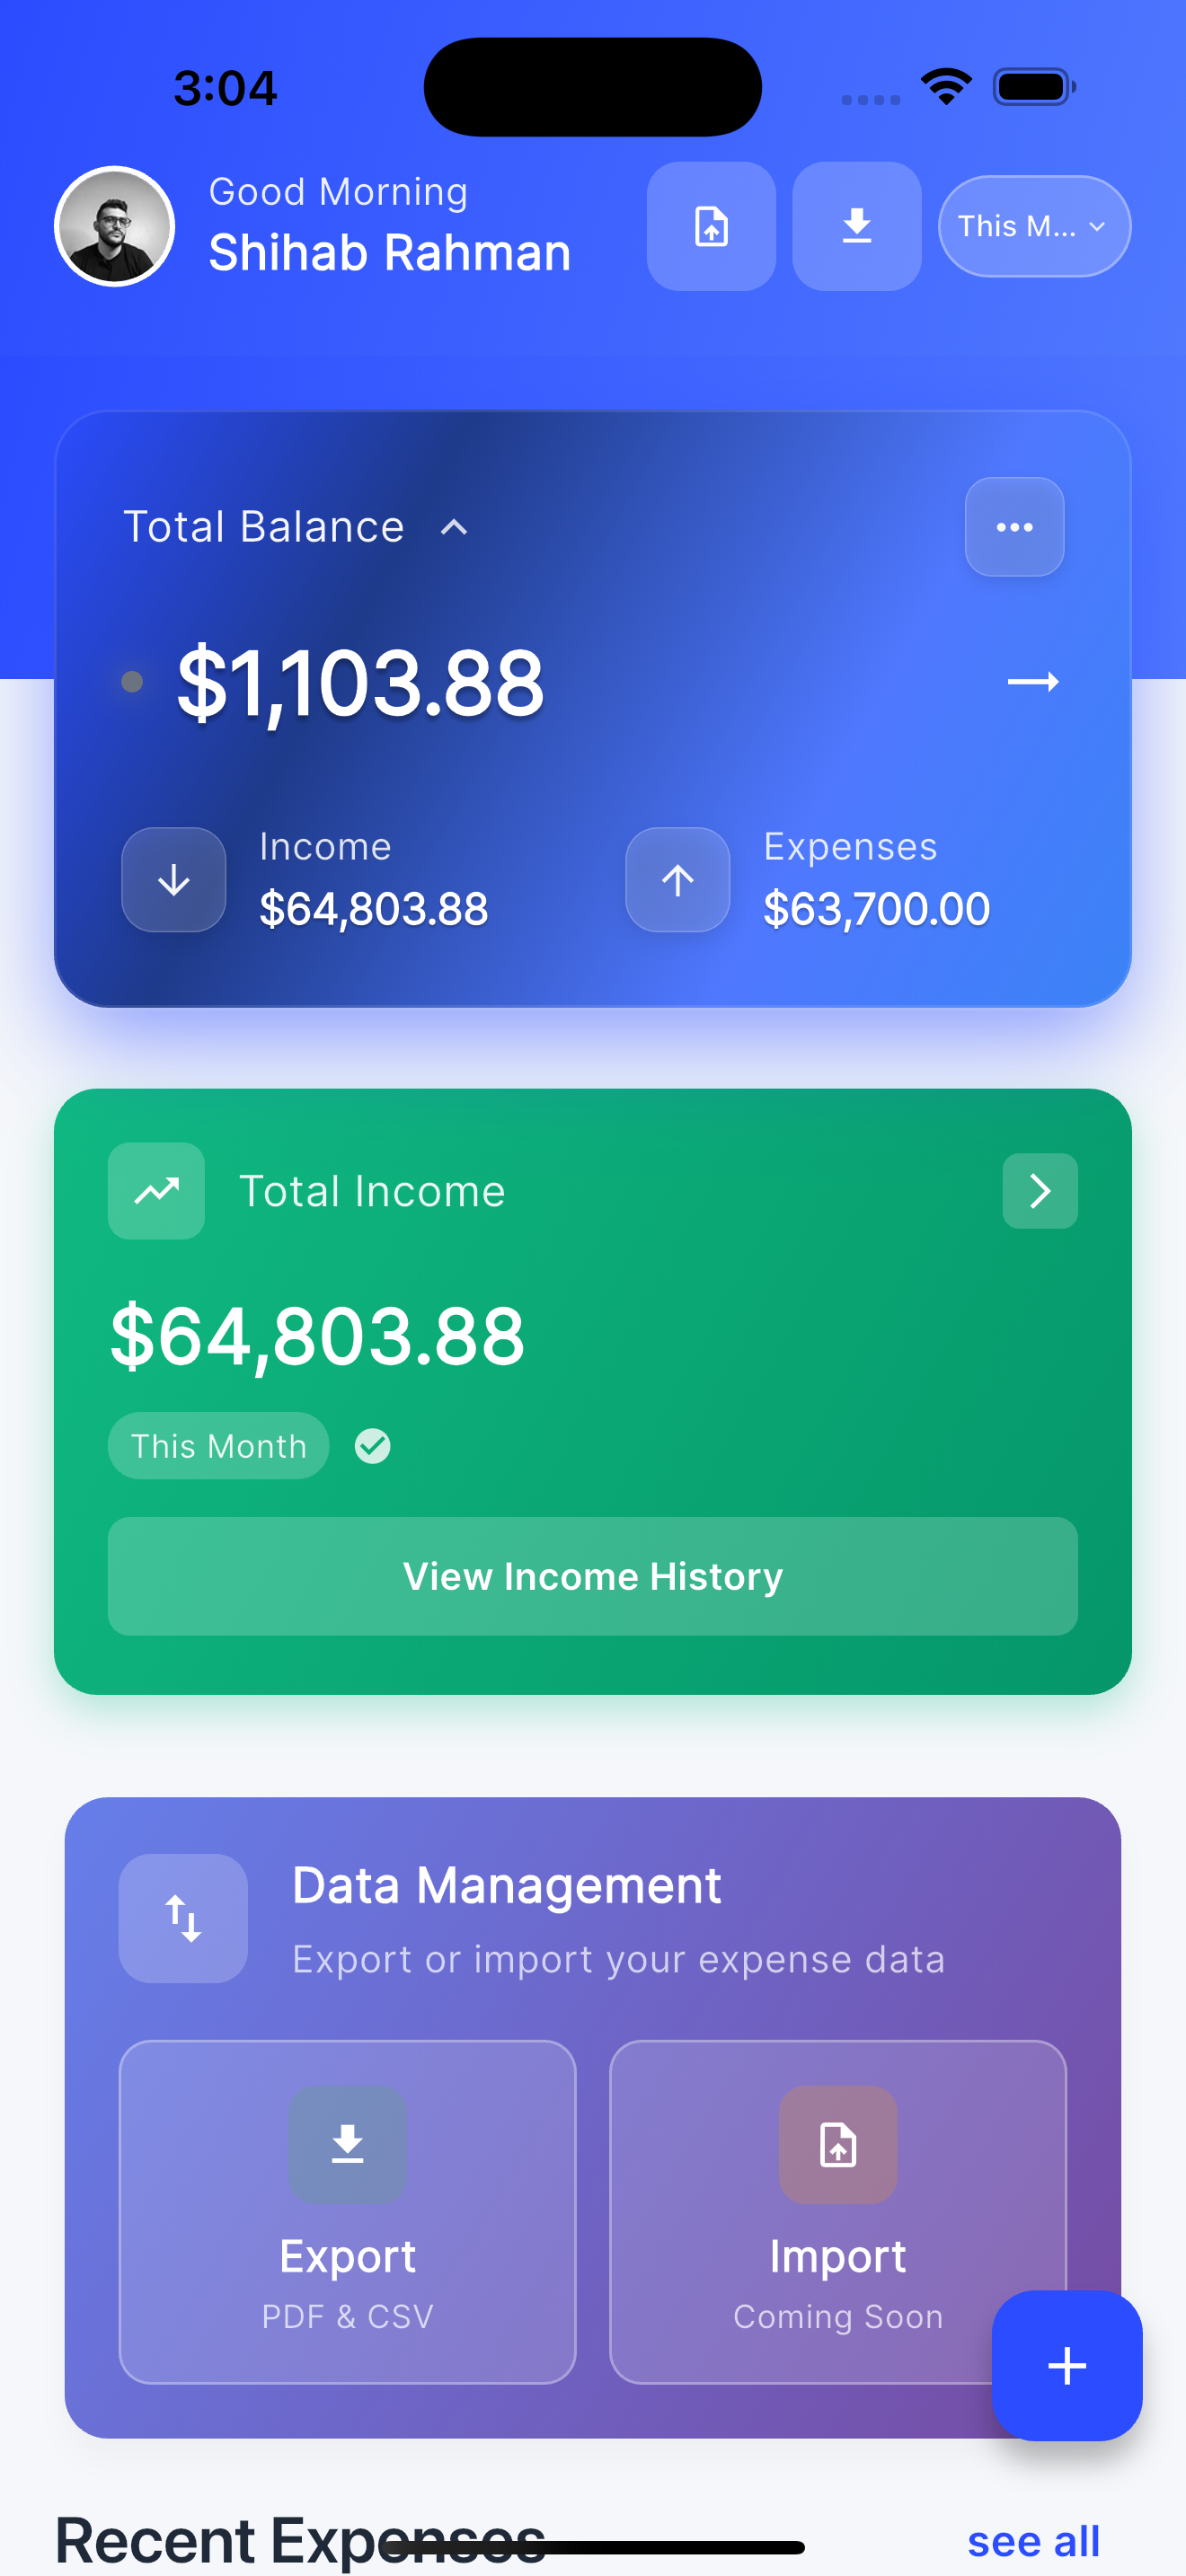 3:04
Good Morning
Shihab Rahman
This M...
Total Balance
$1,103.88
Income
$64,803.88
Expenses
$63,700.00
Total Income
$64,803.88
This Month
View Income History
Data Management
Export or import your expense data
Export
PDF & CSV
Import
Coming Soon
Recent Expenses
see all